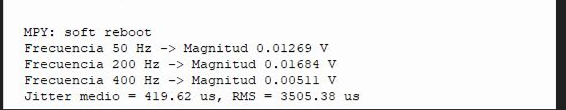 MPY: soft reboot
Frecuencia 50 Hz -> Magnitud 0.01269 V
Frecuencia 200 Hz -> Magnitud 0.01684 V
Frecuencia 400 Hz -> Magnitud 0.00511 V
Jitter medio = 419.62 us, RMS = 3505.38 us